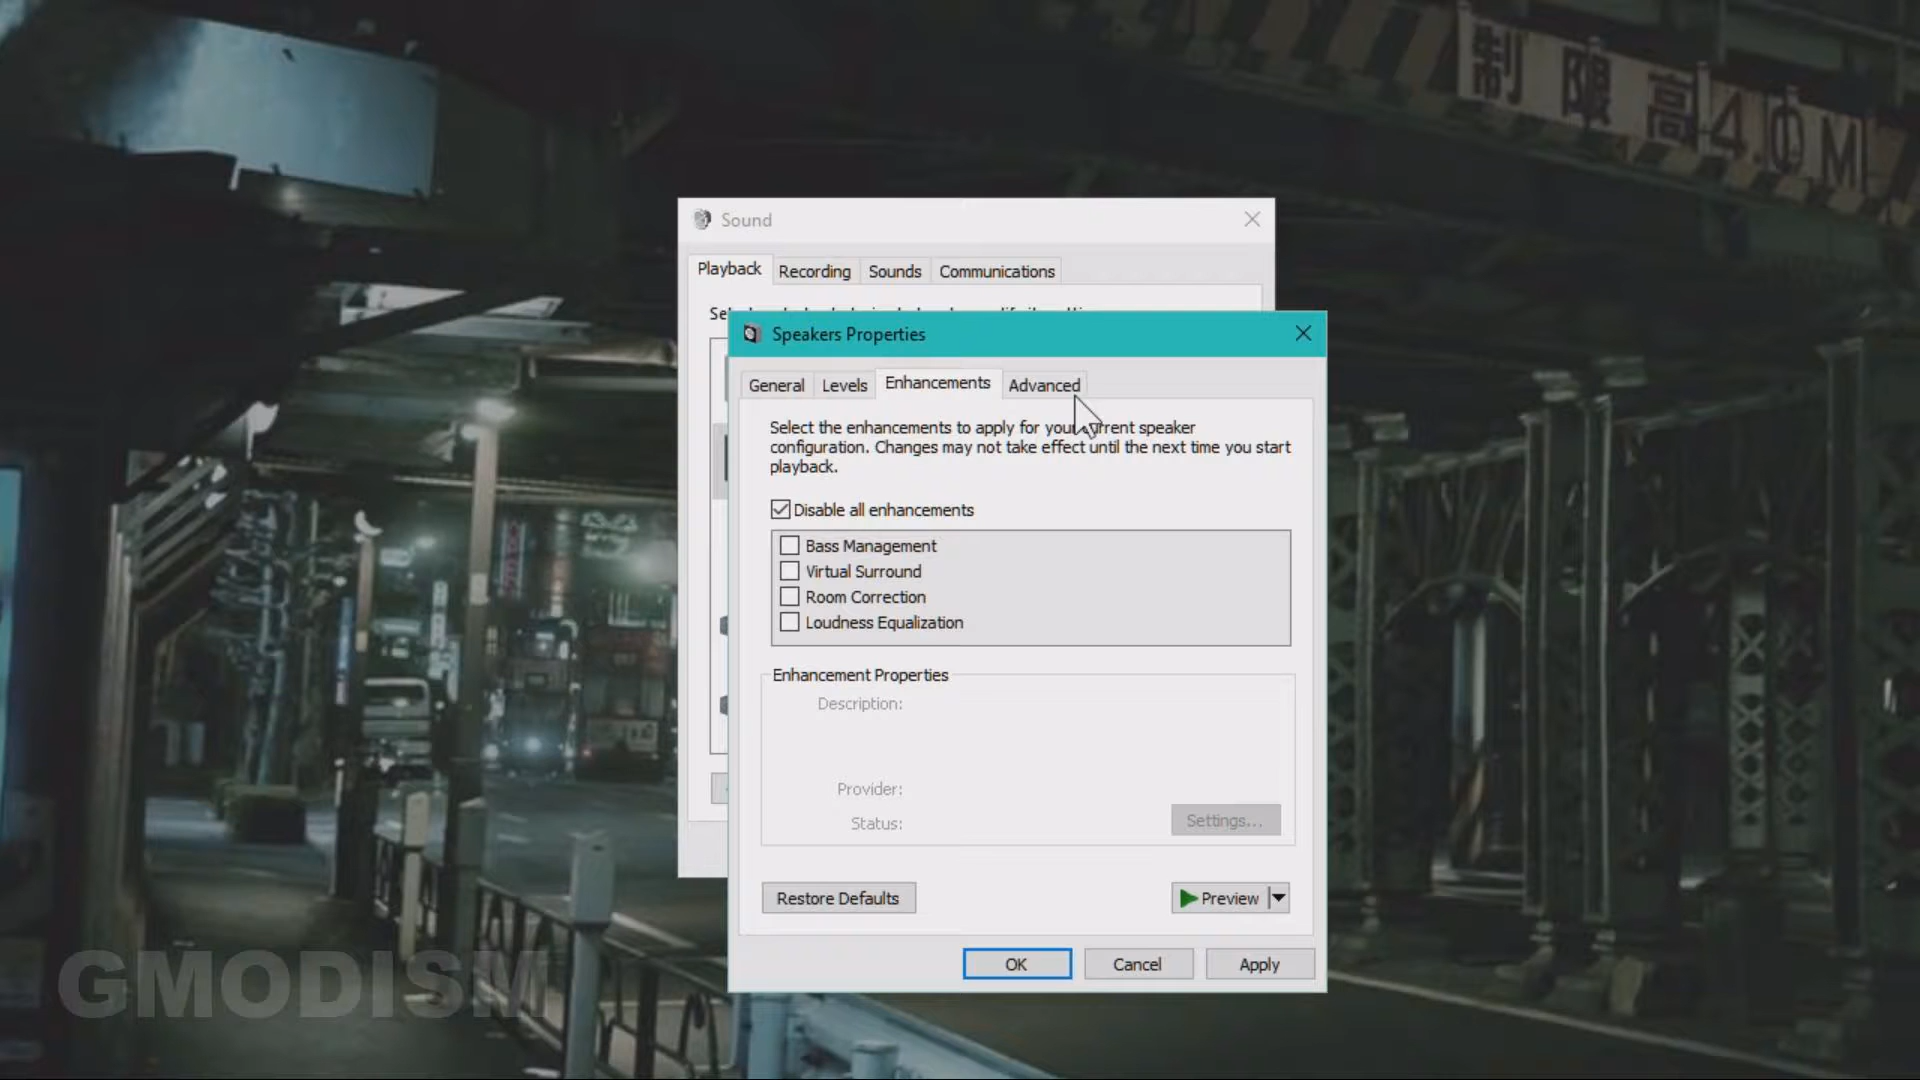 制限高4.0M
Sound
Playback
Recording
Sounds
Communications
Speakers Properties
General
Levels
Enhancements
Advanced
Select the enhancements to apply for your current speaker
configuration. Changes may not take effect until the next time you start
playback.
Disable all enhancements
Bass Management
Virtual Surround
Room Correction
Loudness Equalization
Enhancement Properties
Description:
Provider:
Status:
Settings...
Restore Defaults
Preview
OK
Cancel
Apply
GMODISM